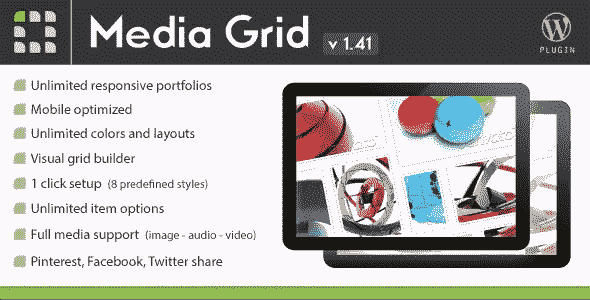 Media Grid v 1.41
PLUGIN
Unlimited responsive portfolios
Mobile optimized
Unlimited colors and layouts
Visual grid builder
1 click setup (8 predefined styles)
Unlimited item options
Full media support (image - audio - video)
Pinterest, Facebook, Twitter share